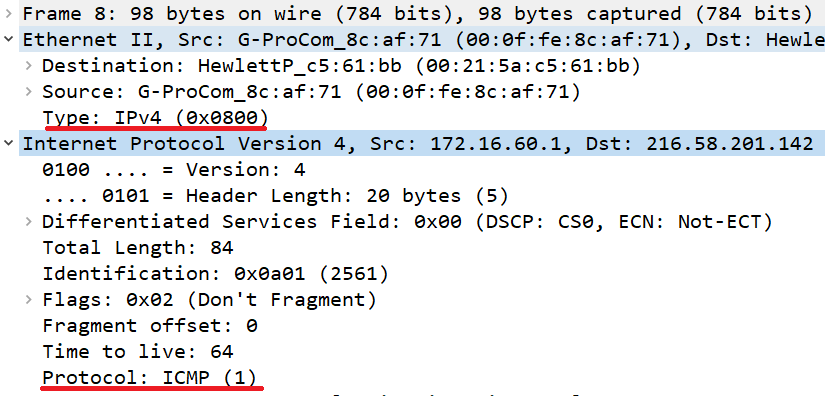 Frame 8: 98 bytes on wire (784 bits), 98 bytes captured (784 bits)
Ethernet II, Src: G-ProCom_8c:af:71 (00:0f:fe:8c:af:71), Dst: Hewle
Destination: HewlettP_c5:61:bb (00:21:5a:c5:61:bb)
Source: G-ProCom_8c:af:71 (00:0f:fe:8c:af:71)
Type: IPv4 (0x0800)
Internet Protocol Version 4, Src: 172.16.60.1, Dst: 216.58.201.142
0100 .... = Version: 4
.... 0101 = Header Length: 20 bytes (5)
Differentiated Services Field: 0x00 (DSCP: CS0, ECN: Not-ECT)
Total Length: 84
Identification: 0x0a01 (2561)
Flags: 0x02 (Don't Fragment)
Fragment offset: 0
Time to live: 64
Protocol: ICMP (1)